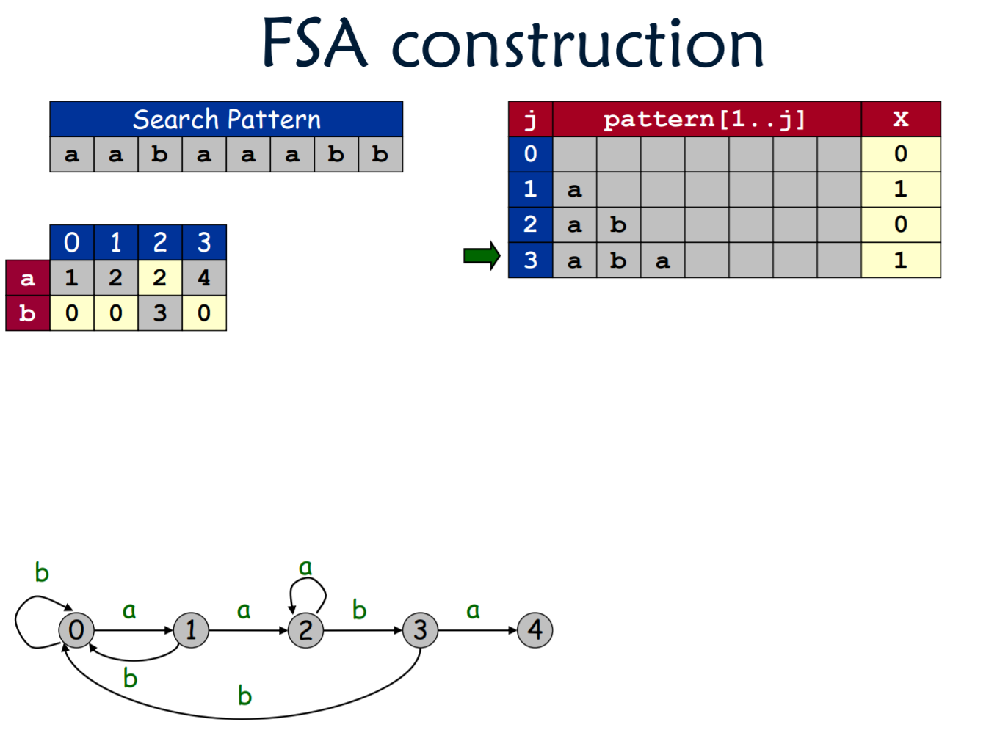 FSA construction
Search Pattern
a a b a a a b b
j pattern[1..j] X
0 0
1 a 1
2 a b 0
3 a b a 1
0 1 2 3
a 1 2 2 4
b 0 0 3 0
b a a a b a
0 1 2 3 4
b
b